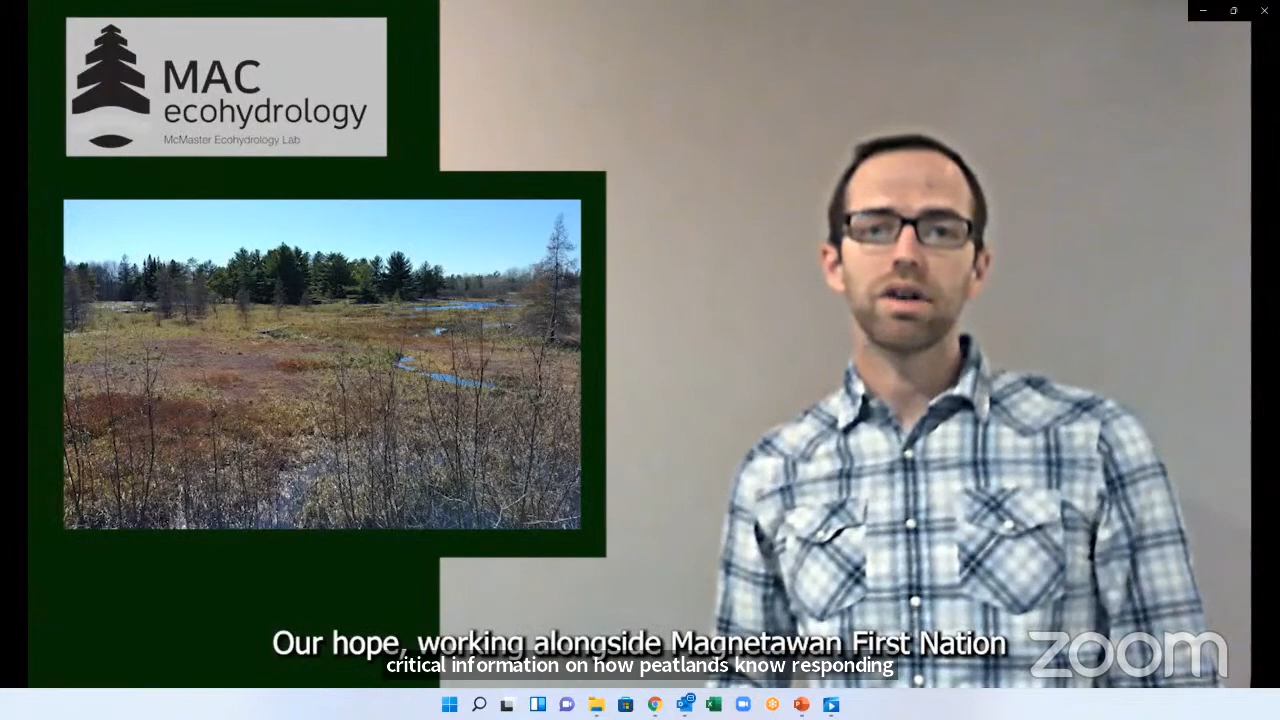 MAC
ecohydrology
McMaster Ecohydrology Lab
Our hope, working alongside Magnetawan First Nation
critical information on how peatlands know responding
zoom